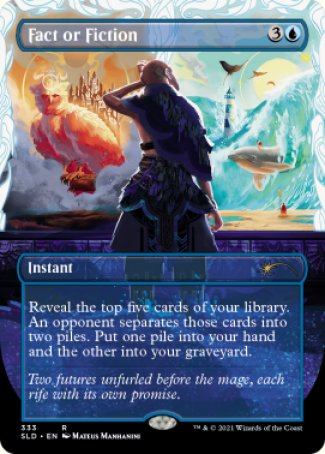 Fact or Fiction 3
Instant
Reveal the top five cards of your library.
An opponent separates those cards into
two piles. Put one pile into your hand
and the other into your graveyard.
Two futures unfurled before the mage, each
rife with its own promise.
333 R
SLD • EN Mateus Manhanini
™ & © 2021 Wizards of the Coast